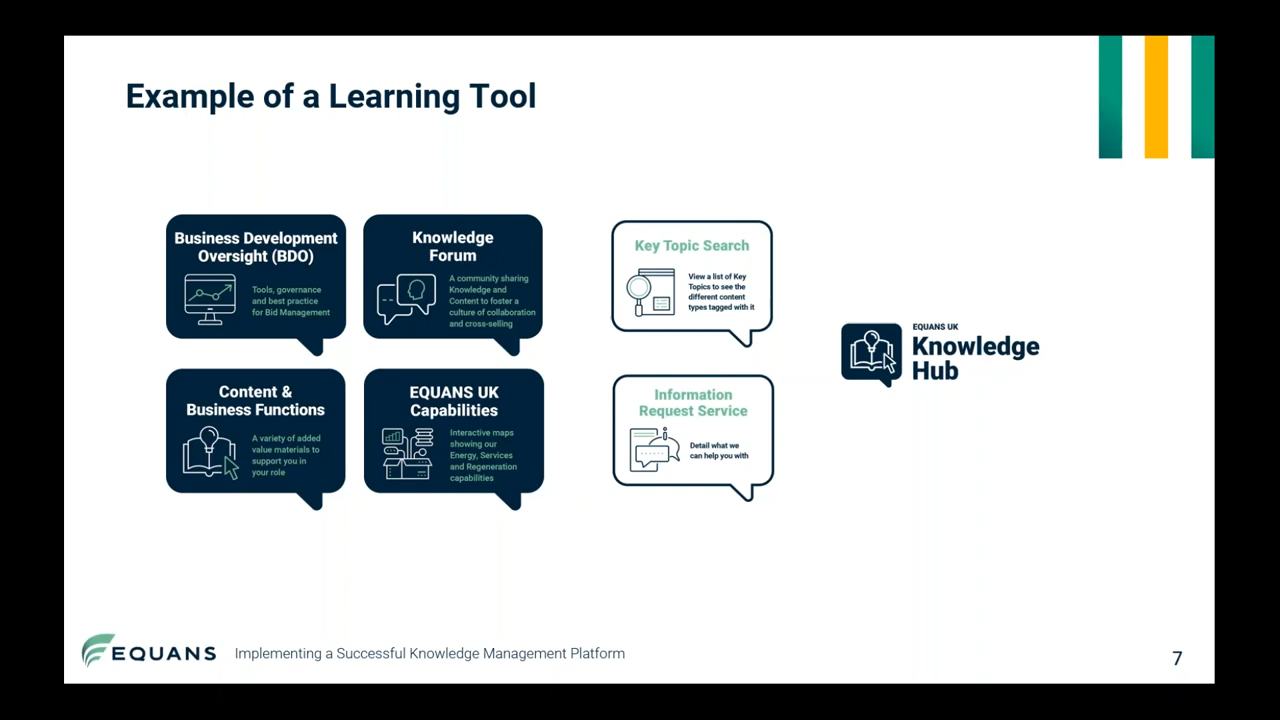 Example of a Learning Tool
Business Development
Oversight (BDO)
Tools, governance
and best practice
for Bid Management
Knowledge
Forum
A community sharing
Knowledge and
Content to foster a
culture of collaboration
and cross-selling
Key Topic Search
View a list of Key
Topics to see the
different content
types tagged with it
EQUANS UK
Knowledge
Hub
Content &
Business Functions
A variety of added
value materials to
support you in
your role
EQUANS UK
Capabilities
Interactive maps
showing our
Energy, Services
and Regeneration
capabilities
Information
Request Service
Detail what we
can help you with
EQUANS
Implementing a Successful Knowledge Management Platform
7